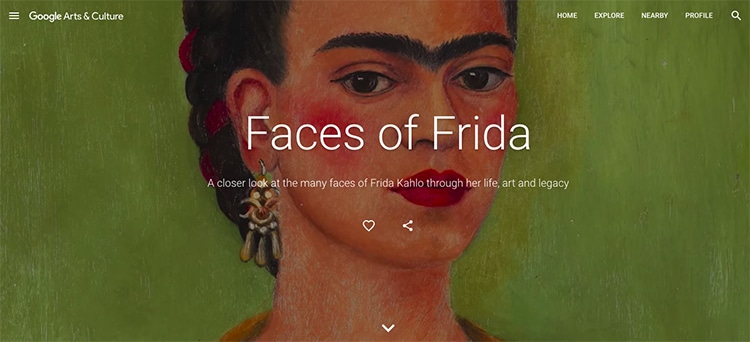 Google Arts & Culture
HOME EXPLORE NEARBY PROFILE
Faces of Frida
A closer look at the many faces of Frida Kahlo through her life, art and legacy